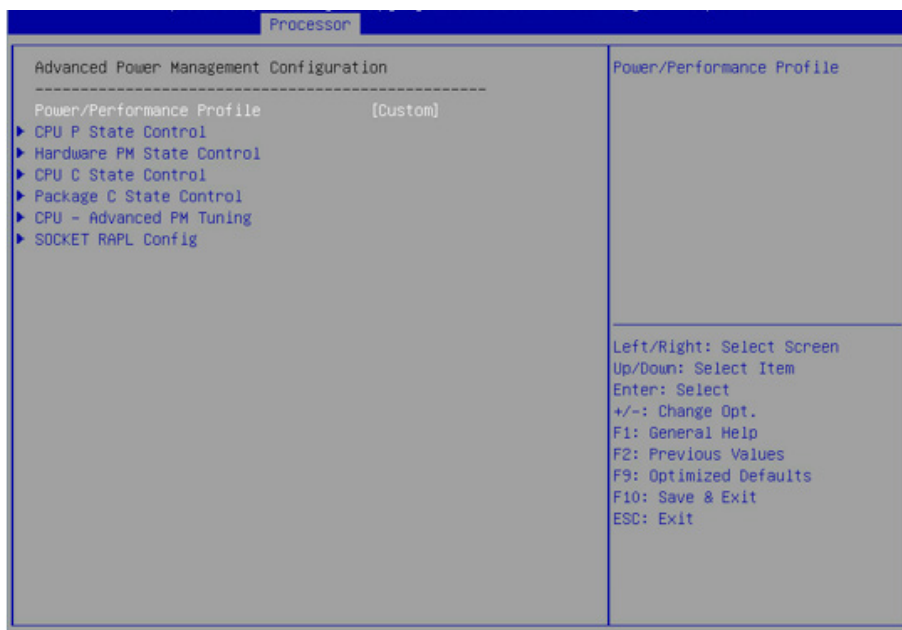 Processor
Advanced Power Management Configuration
--------------------------------------------------
Power/Performance Profile [Custom]
CPU P State Control
Hardware PM State Control
CPU C State Control
Package C State Control
CPU - Advanced PM Tuning
SOCKET RAPL Config
Power/Performance Profile
Left/Right: Select Screen
Up/Down: Select Item
Enter: Select
+/-: Change Opt.
F1: General Help
F2: Previous Values
F9: Optimized Defaults
F10: Save & Exit
ESC: Exit